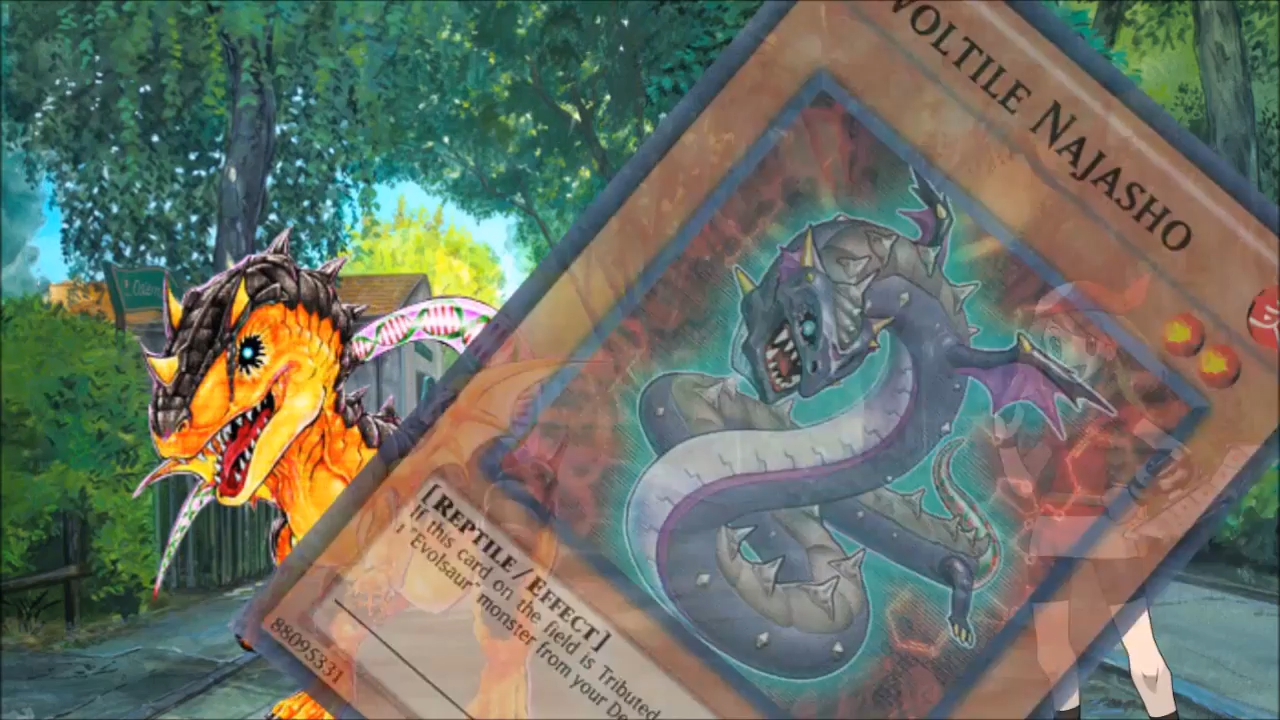 VOLTILE NAJASHO
[REPTILE / EFFECT]
If this card on the field is Tributed
"Evolsaur" monster from your De
88095331